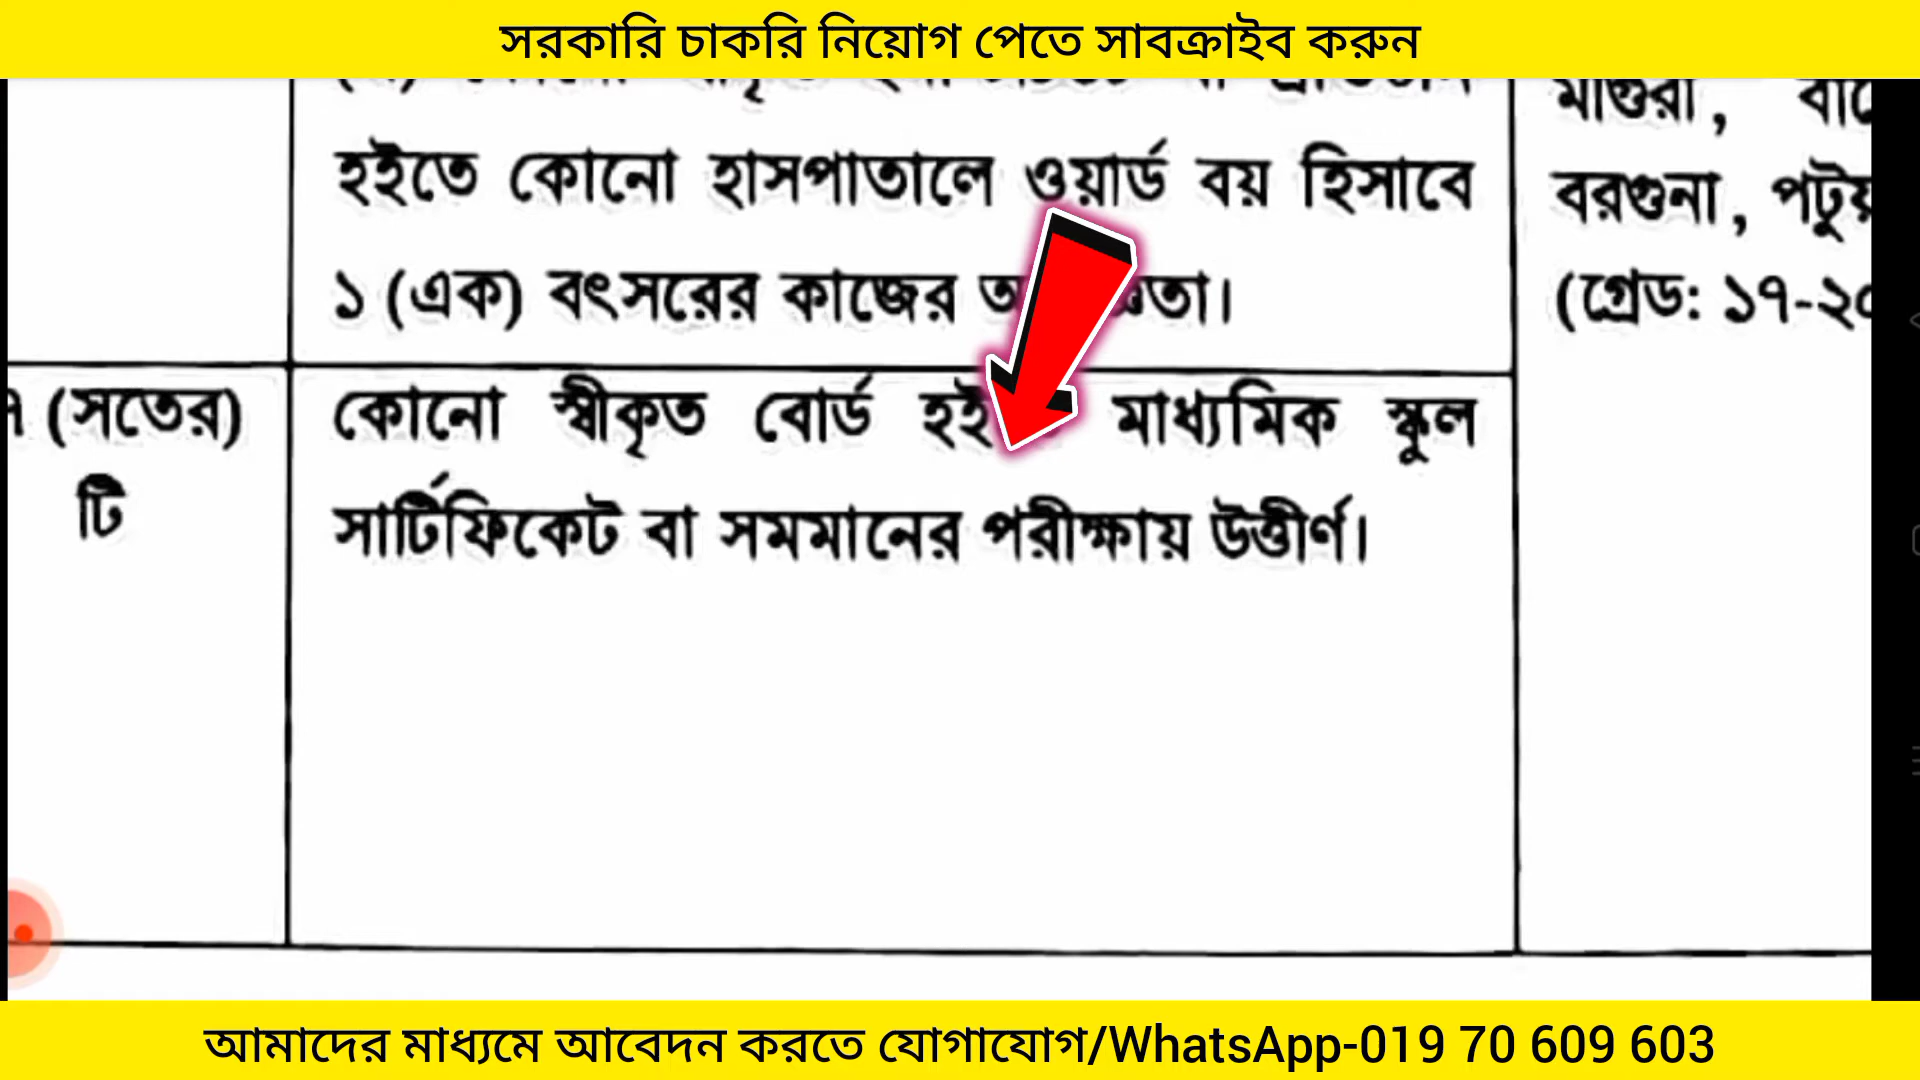 সরকারি চাকরি নিয়োগ পেতে সাবক্রাইব করুন
মাগুরা,
হইতে কোনো হাসপাতালে ওয়ার্ড বয় হিসাবে
বরগুনা,
১ (এক) বৎসরের কাজের
(গ্রেড: ১৭-২০
(সতের)
টি
কোনো স্বীকৃত বোর্ড মাধ্যমিক স্কুল
সার্টিফিকেট বা সমমানের পরীক্ষায় উত্তীর্ণ।
আমাদের মাধ্যমে আবেদন করতে যোগাযোগ/WhatsApp-019 70 609 603